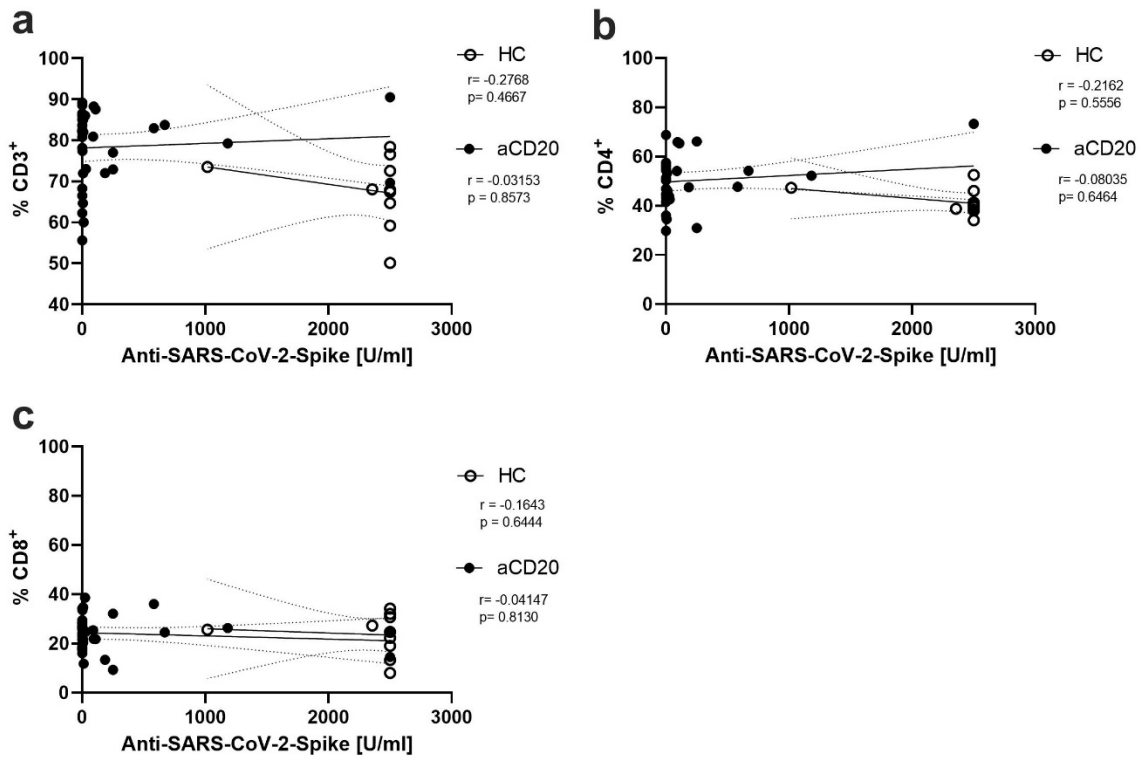 a
% CD3+
100
90
80
70
60
50
40
0
1000
2000
3000
Anti-SARS-CoV-2-Spike [U/ml]
HC
r= -0.2768
p= 0.4667
aCD20
r = -0.03153
p = 0.8573
b
% CD4+
100
80
60
40
20
0
0
1000
2000
3000
Anti-SARS-CoV-2-Spike [U/ml]
HC
r = -0.2162
p = 0.5556
aCD20
r = -0.08035
p = 0.6464
c
% CD8+
100
80
60
40
20
0
0
1000
2000
3000
Anti-SARS-CoV-2-Spike [U/ml]
HC
r = -0.1643
p = 0.6444
aCD20
r= -0.04147
p= 0.8130